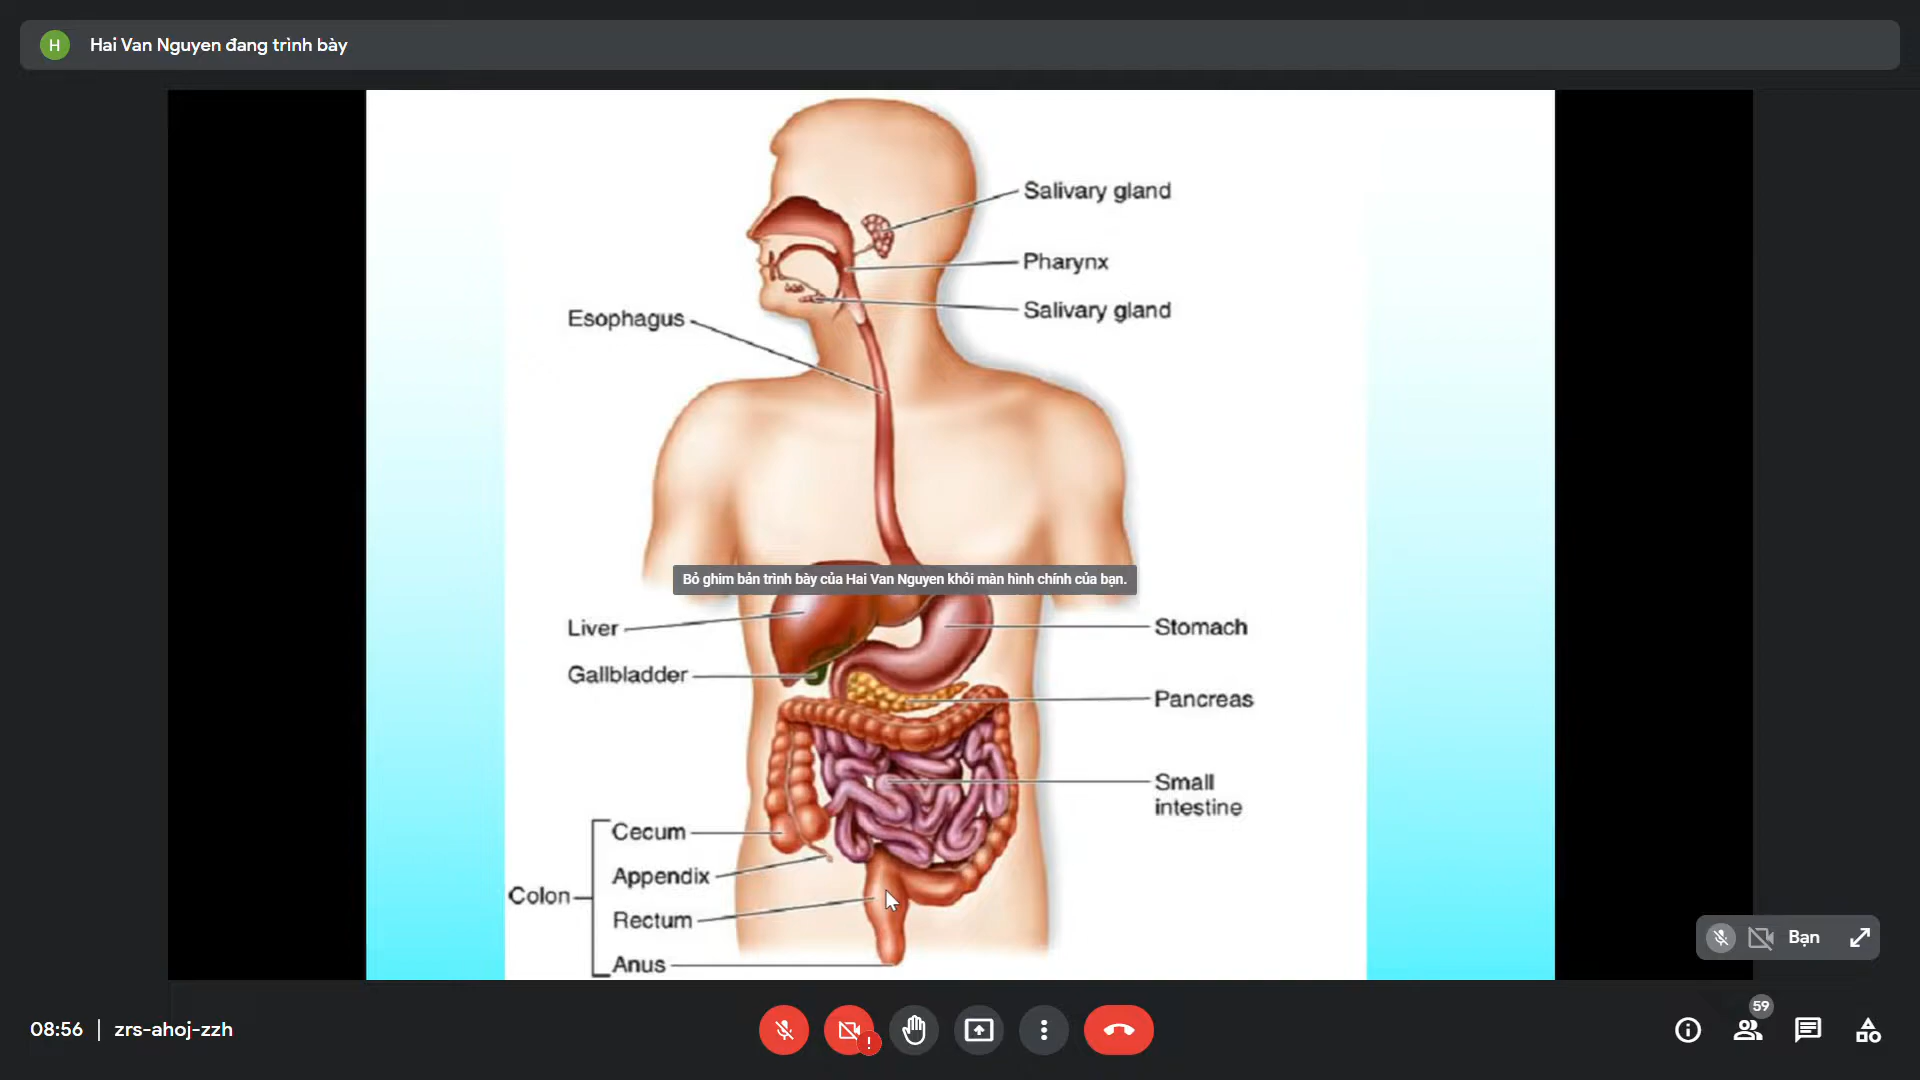 H
Hai Van Nguyen đang trình bày
Salivary gland
Pharynx
Salivary gland
Esophagus
Bỏ ghim bản trình bày của Hai Van Nguyen khỏi màn hình chính của bạn.
Liver
Stomach
Gallbladder
Pancreas
Small
intestine
Cecum
Appendix
Colon
Rectum
Anus
Bạn
08:56 | zrs-ahoj-zzh
!
59